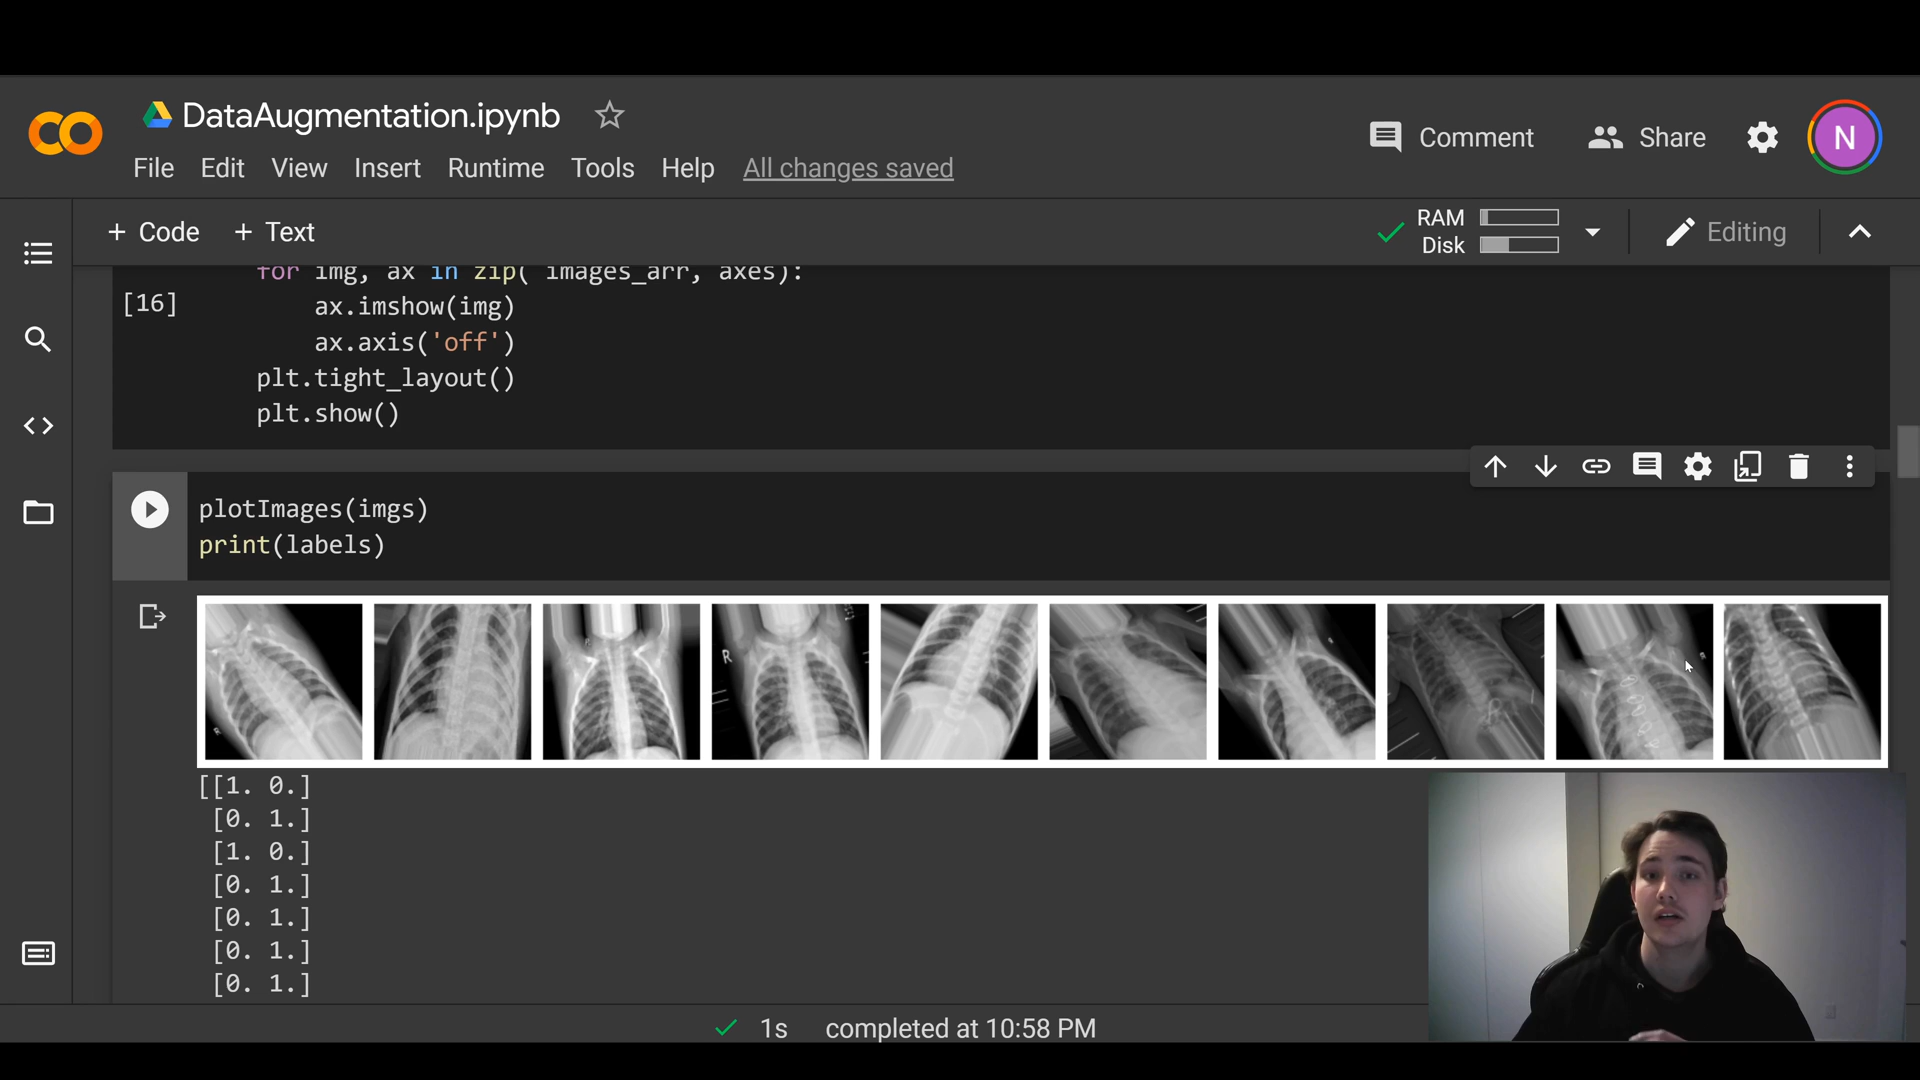 DataAugmentation.ipynb
Comment
Share
N
File Edit View Insert Runtime Tools Help All changes saved
+ Code + Text
RAM
Disk
Editing
for img, ax in zip( images_arr, axes):
[16]
ax.imshow(img)
ax.axis('off')
plt.tight_layout()
plt.show()
plotImages(imgs)
print(labels)
R
[[1. 0.]
[0. 1.]
[1. 0.]
[0. 1.]
[0. 1.]
[0. 1.]
[0. 1.]
1s completed at 10:58 PM